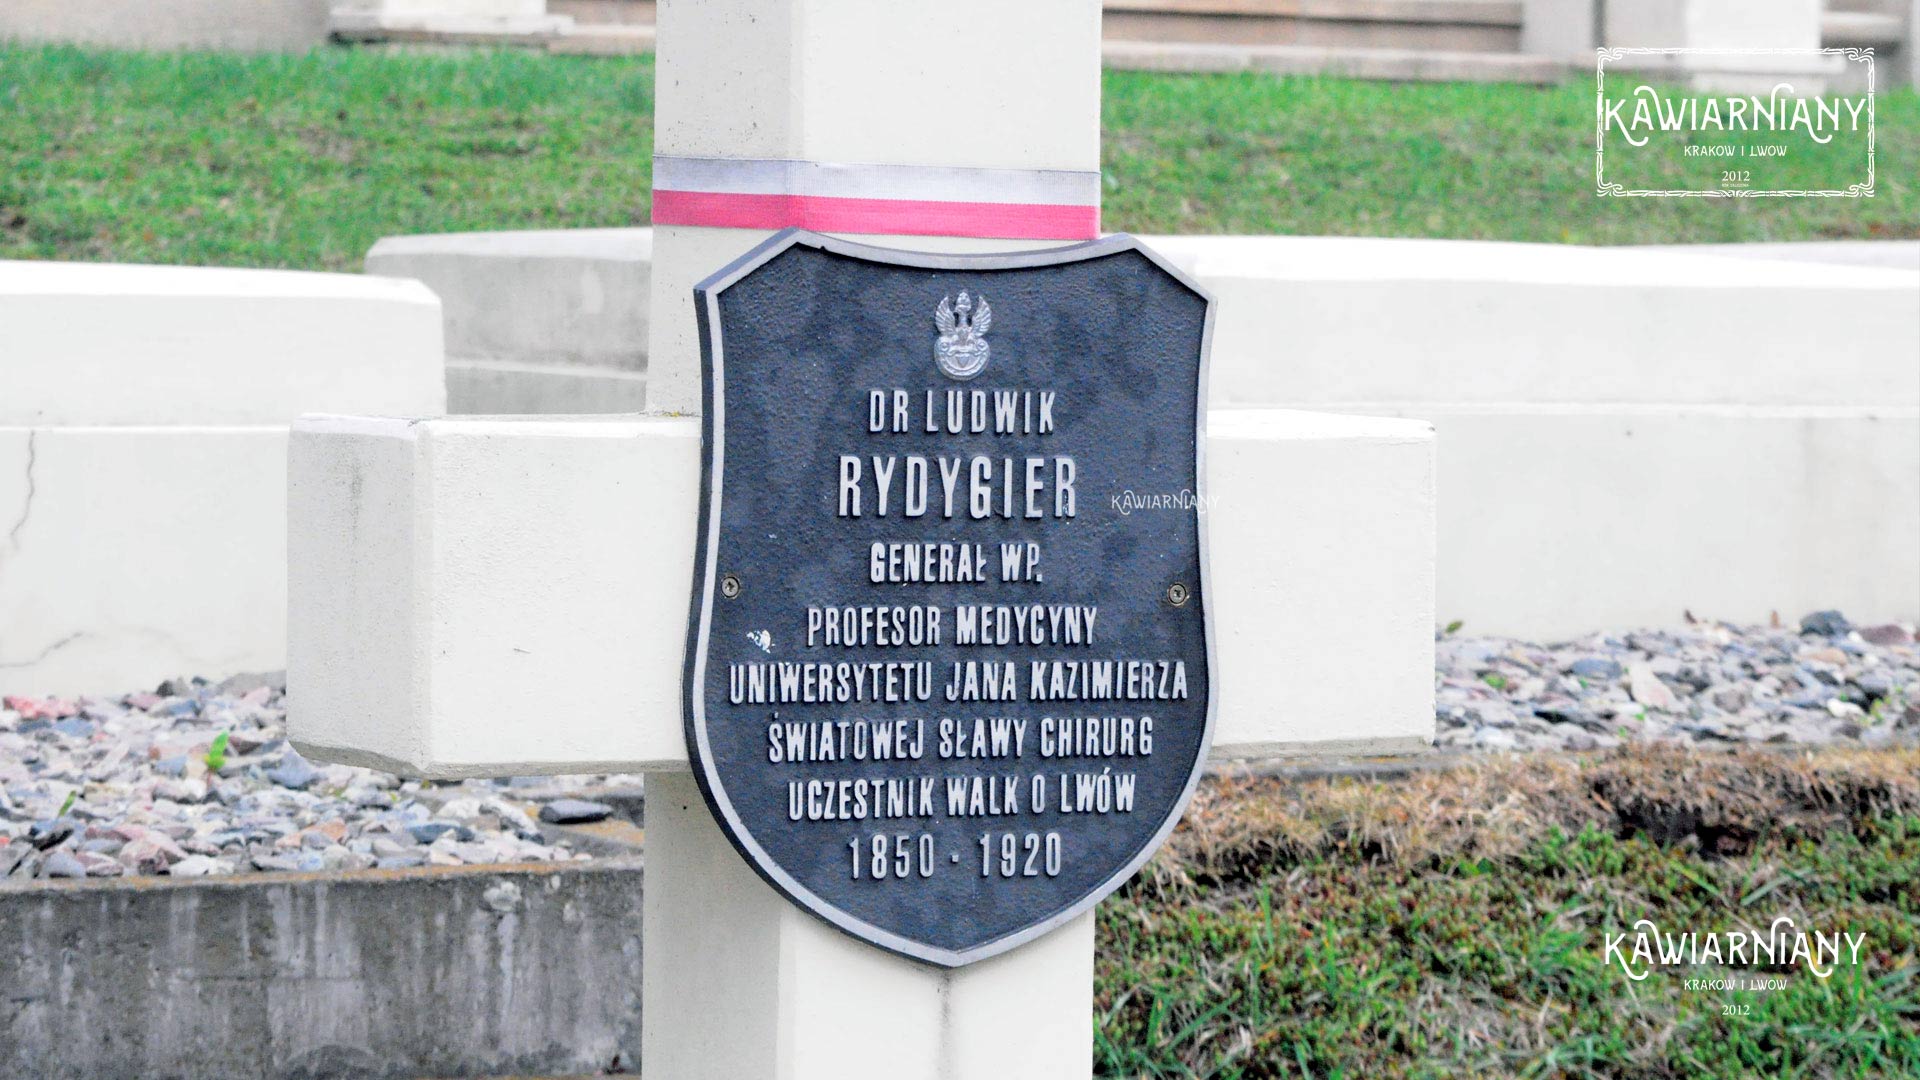 KAWIARNIANY
KRAKOW I LWOW
2012
DR LUDWIK
RYDYGIER
KAWIARNIANY
GENERAŁ WP.
PROFESOR MEDYCYNY
UNIWERSYTETU JANA KAZIMIERZA
ŚWIATOWEJ SŁAWY CHIRURG
UCZESTNIK WALK O LWÓW
1850 - 1920
KAWIARNIANY
KRAKOW I LWOW
2012